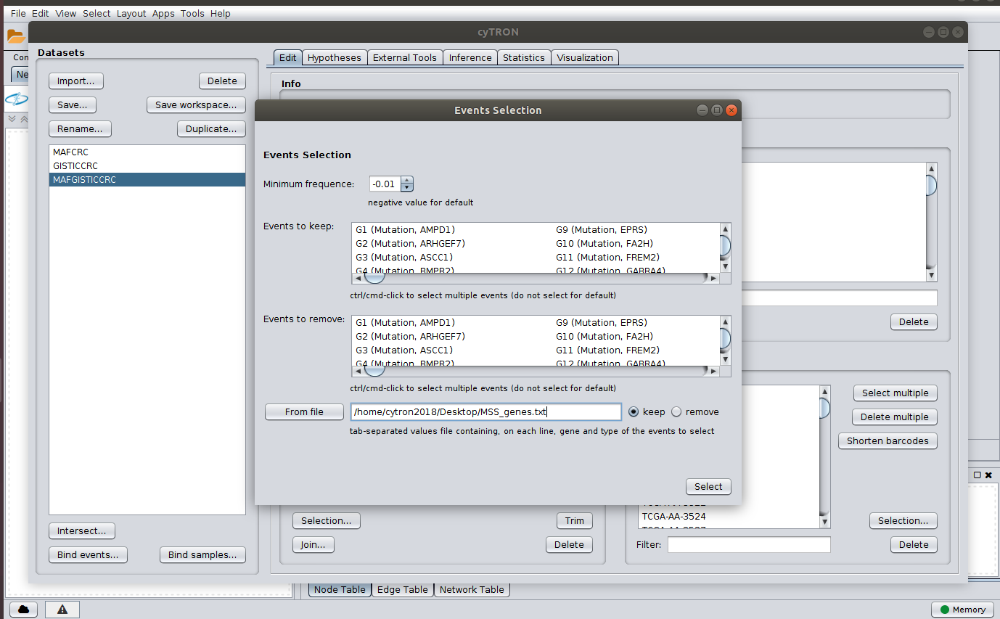 File Edit View Select Layout Apps Tools Help
cyTRON
Con
Ne
Datasets
Import...
Delete
Save...
Save workspace...
Rename...
Duplicate...
MAFCRC
GISTICCRC
MAFGISTICCRC
Intersect...
Bind events...
Bind samples...
Edit
Hypotheses
External Tools
Inference
Statistics
Visualization
Info
Events Selection
Events Selection
Minimum frequence:
-0.01
negative value for default
Events to keep:
G1 (Mutation, AMPD1)
G9 (Mutation, EPRS)
G2 (Mutation, ARHGEF7)
G10 (Mutation, FA2H)
G3 (Mutation, ASCC1)
G11 (Mutation, FREM2)
G4 (Mutation, BMPR2)
G12 (Mutation, GABRA4)
ctrl/cmd-click to select multiple events (do not select for default)
Events to remove:
G1 (Mutation, AMPD1)
G9 (Mutation, EPRS)
G2 (Mutation, ARHGEF7)
G10 (Mutation, FA2H)
G3 (Mutation, ASCC1)
G11 (Mutation, FREM2)
G4 (Mutation, BMPR2)
G12 (Mutation, GABRA4)
ctrl/cmd-click to select multiple events (do not select for default)
From file
/home/cytron2018/Desktop/MSS_genes.txt
keep
remove
tab-separated values file containing, on each line, gene and type of the events to select
Select
Delete
Select multiple
Delete multiple
Shorten barcodes
Selection...
Trim
Join...
Delete
TCGA-AA-3524
Selection...
Filter:
Delete
Node Table
Edge Table
Network Table
Memory